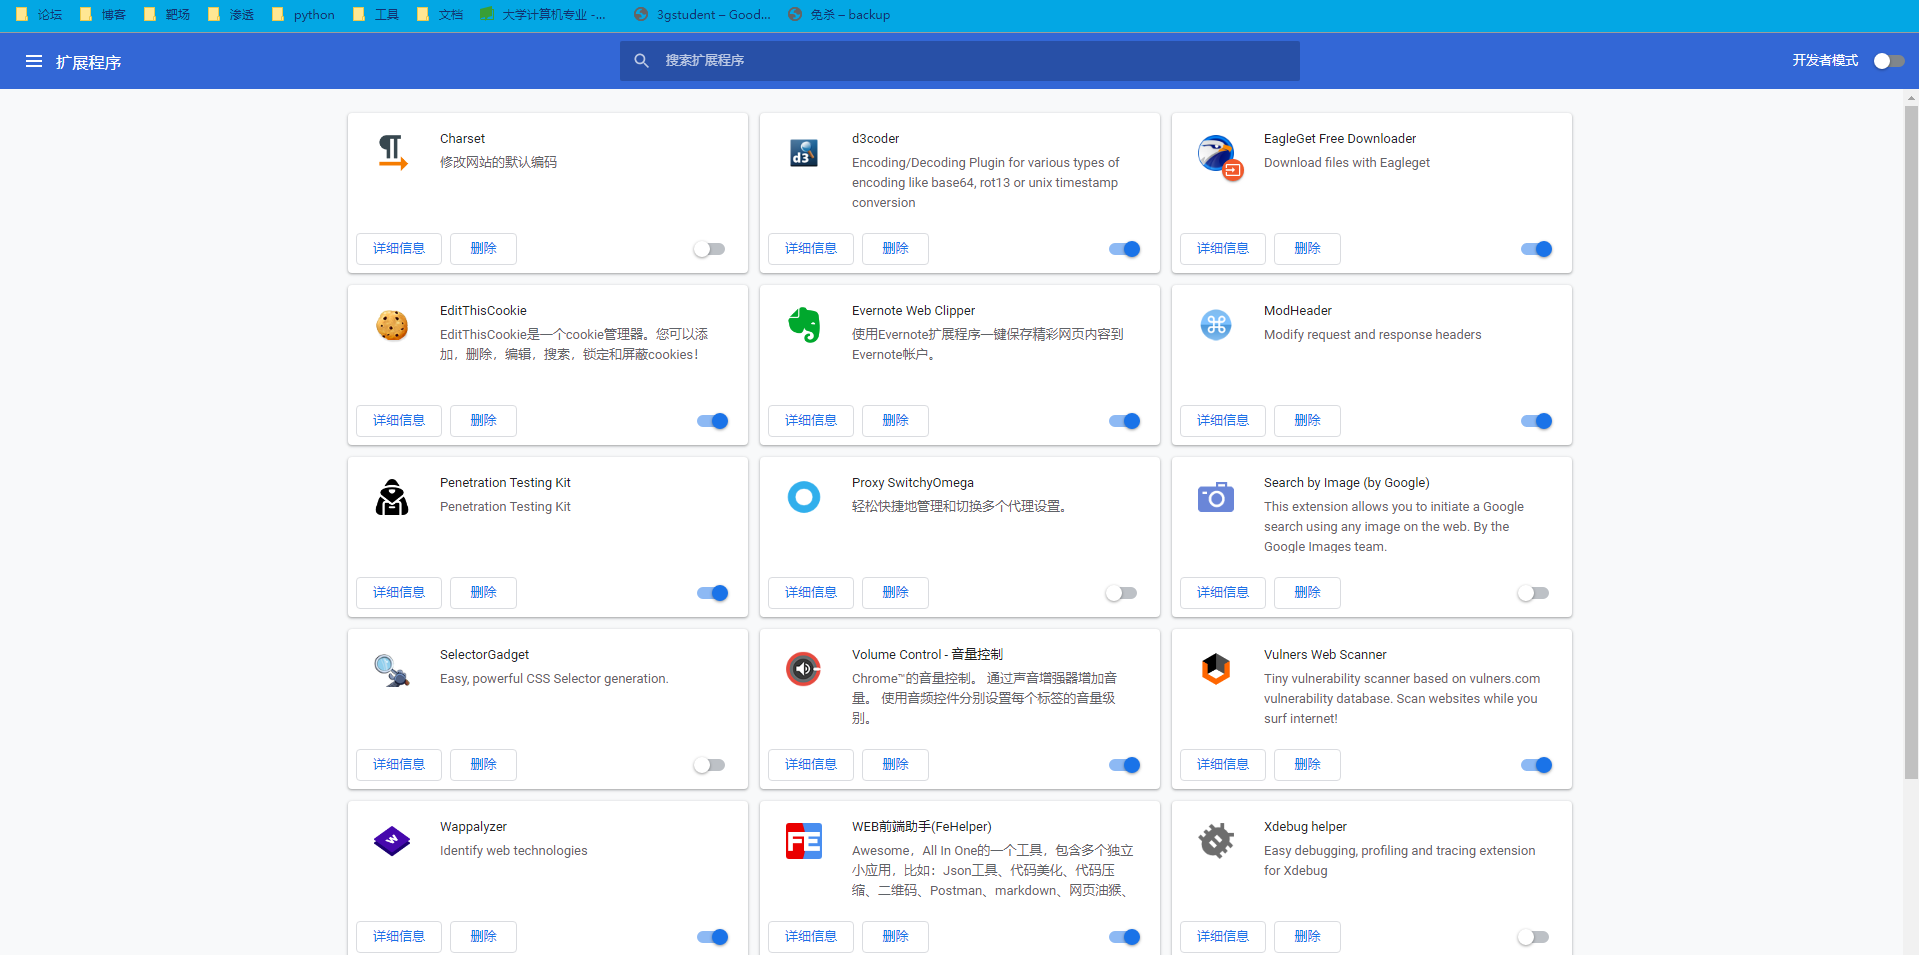 论坛 博客 靶场 渗透 python 工具 文档 大学计算机专业 -... 3gstudent – Good... 免杀 – backup
扩展程序 搜索扩展程序 开发者模式
Charset
修改网站的默认编码
详细信息 删除
d3coder
Encoding/Decoding Plugin for various types of
encoding like base64, rot13 or unix timestamp
conversion
详细信息 删除
EagleGet Free Downloader
Download files with Eagleget
详细信息 删除
EditThisCookie
EditThisCookie是一个cookie管理器。您可以添
加，删除，编辑，搜索，锁定和屏蔽cookies！
详细信息 删除
Evernote Web Clipper
使用Evernote扩展程序一键保存精彩网页内容到
Evernote帐户。
详细信息 删除
ModHeader
Modify request and response headers
详细信息 删除
Penetration Testing Kit
Penetration Testing Kit
详细信息 删除
Proxy SwitchyOmega
轻松快捷地管理和切换多个代理设置。
详细信息 删除
Search by Image (by Google)
This extension allows you to initiate a Google
search using any image on the web. By the
Google Images team.
详细信息 删除
SelectorGadget
Easy, powerful CSS Selector generation.
详细信息 删除
Volume Control - 音量控制
Chrome™的音量控制。 通过声音增强器增加音
量。 使用音频控件分别设置每个标签的音量级
别。
详细信息 删除
Vulners Web Scanner
Tiny vulnerability scanner based on vulners.com
vulnerability database. Scan websites while you
surf internet!
详细信息 删除
Wappalyzer
Identify web technologies
详细信息 删除
WEB前端助手(FeHelper)
Awesome，All In One的一个工具，包含多个独立
小应用，比如：Json工具、代码美化、代码压
缩、二维码、Postman、markdown、网页油猴、
详细信息 删除
Xdebug helper
Easy debugging, profiling and tracing extension
for Xdebug
详细信息 删除